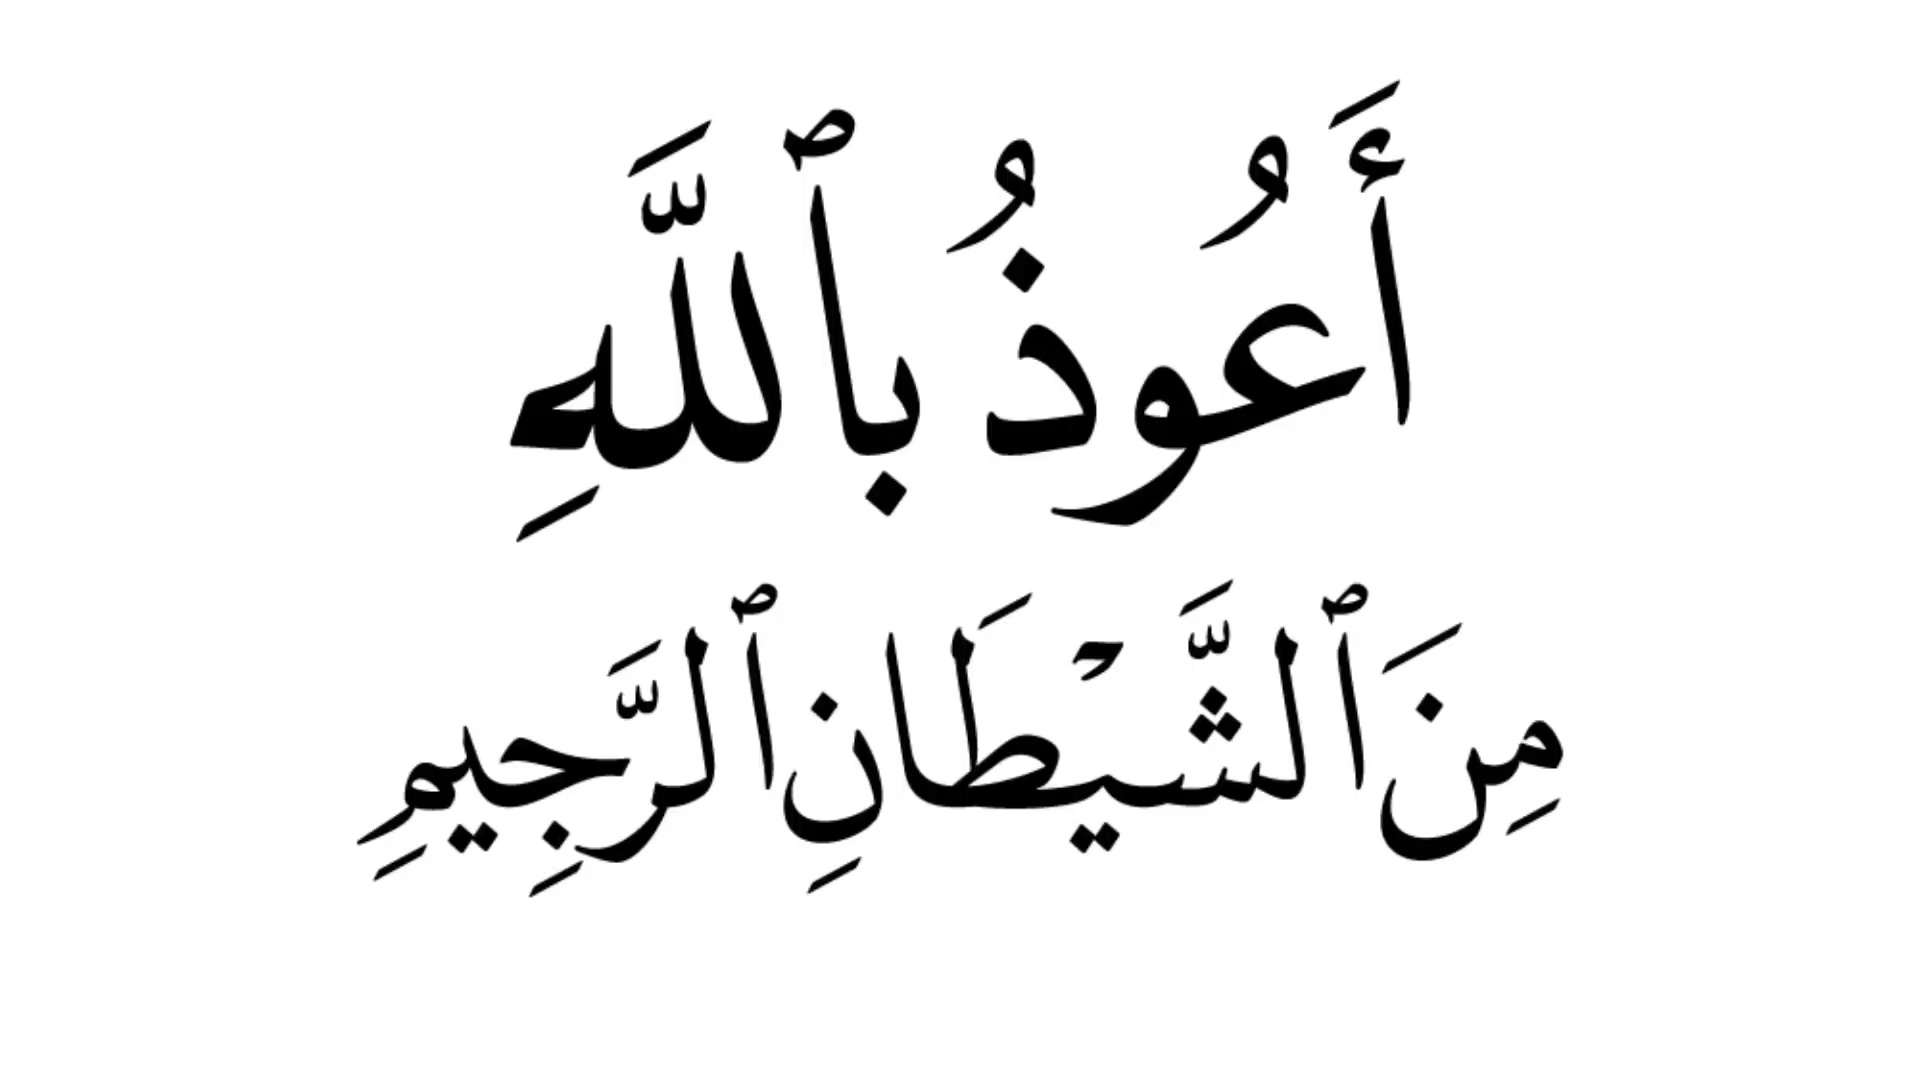 أَعُوذُ بِٱللَّهِ
مِنَ ٱلشَّيْطَانِ ٱلرَّجِيمِ